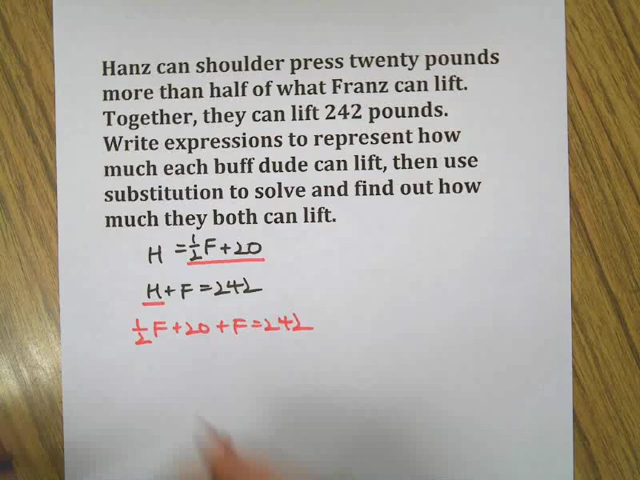 Hanz can shoulder press twenty pounds
more than half of what Franz can lift.
Together, they can lift 242 pounds.
Write expressions to represent how
much each buff dude can lift, then use
substitution to solve and find out how
much they both can lift.
H = ½F + 20
H + F = 242
½F + 20 + F = 242